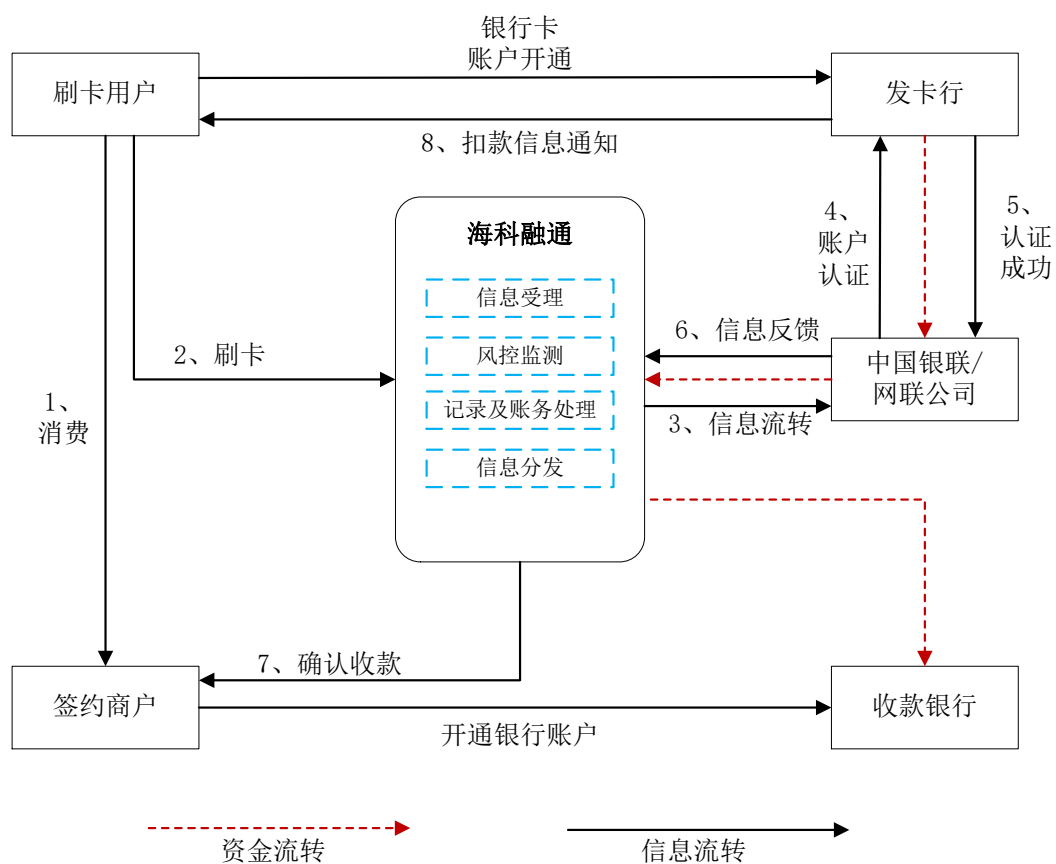 银行卡
账户开通
刷卡用户
发卡行
8、扣款信息通知
海科融通
4、
账户
认证
5、
认证
成功
信息受理
6、信息反馈
2、刷卡
风控监测
中国银联/
网联公司
1、
消费
记录及账务处理
3、信息流转
信息分发
7、确认收款
签约商户
收款银行
开通银行账户
资金流转
信息流转